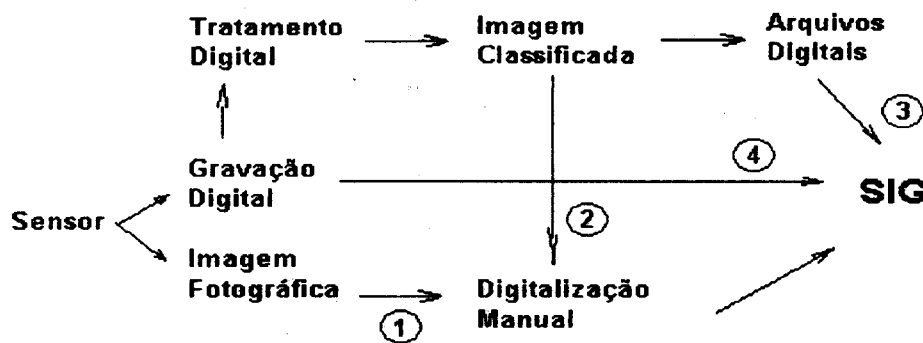 Tratamento
Digital
Imagem
Classificada
Arquivos
Digitais
3
Gravação
Digital
4
SIG
Sensor
2
Imagem
Fotográfica
1
Digitalização
Manual